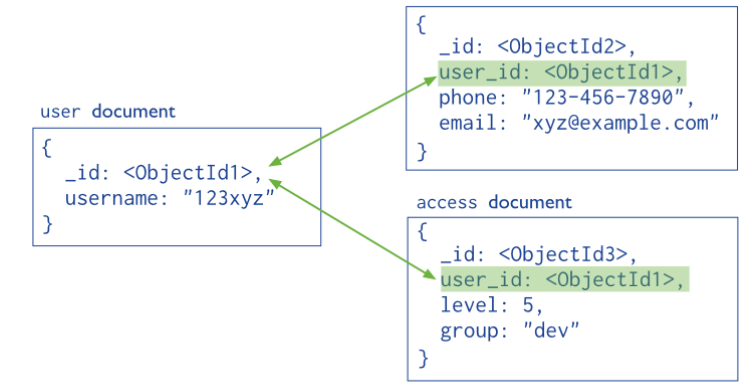 user document
{
_id: <ObjectId1>,
username: "123xyz"
}
{
_id: <ObjectId2>,
user_id: <ObjectId1>,
phone: "123-456-7890",
email: "xyz@example.com"
}
access document
{
_id: <ObjectId3>,
user_id: <ObjectId1>,
level: 5,
group: "dev"
}